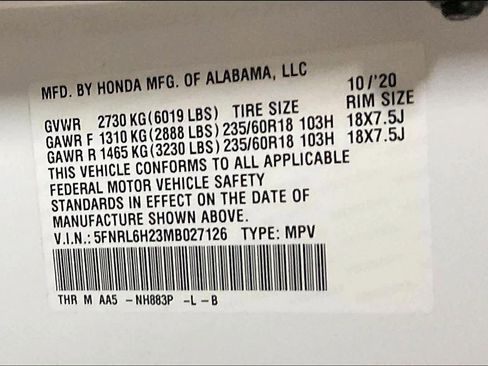 MFD. BY HONDA MFG. OF ALABAMA, LLC 10/'20
GVWR 2730 KG(6019 LBS) TIRE SIZE RIM SIZE
GAWR F 1310 KG(2888 LBS) 235/60R18 103H 18X7.5J
GAWR R 1465 KG(3230 LBS) 235/60R18 103H 18X7.5J
THIS VEHICLE CONFORMS TO ALL APPLICABLE
FEDERAL MOTOR VEHICLE SAFETY
STANDARDS IN EFFECT ON THE DATE OF
MANUFACTURE SHOWN ABOVE.
V.I.N.: 5FNRL6H23MB027126 TYPE: MPV
THR M AA5 -NH883P -L-B